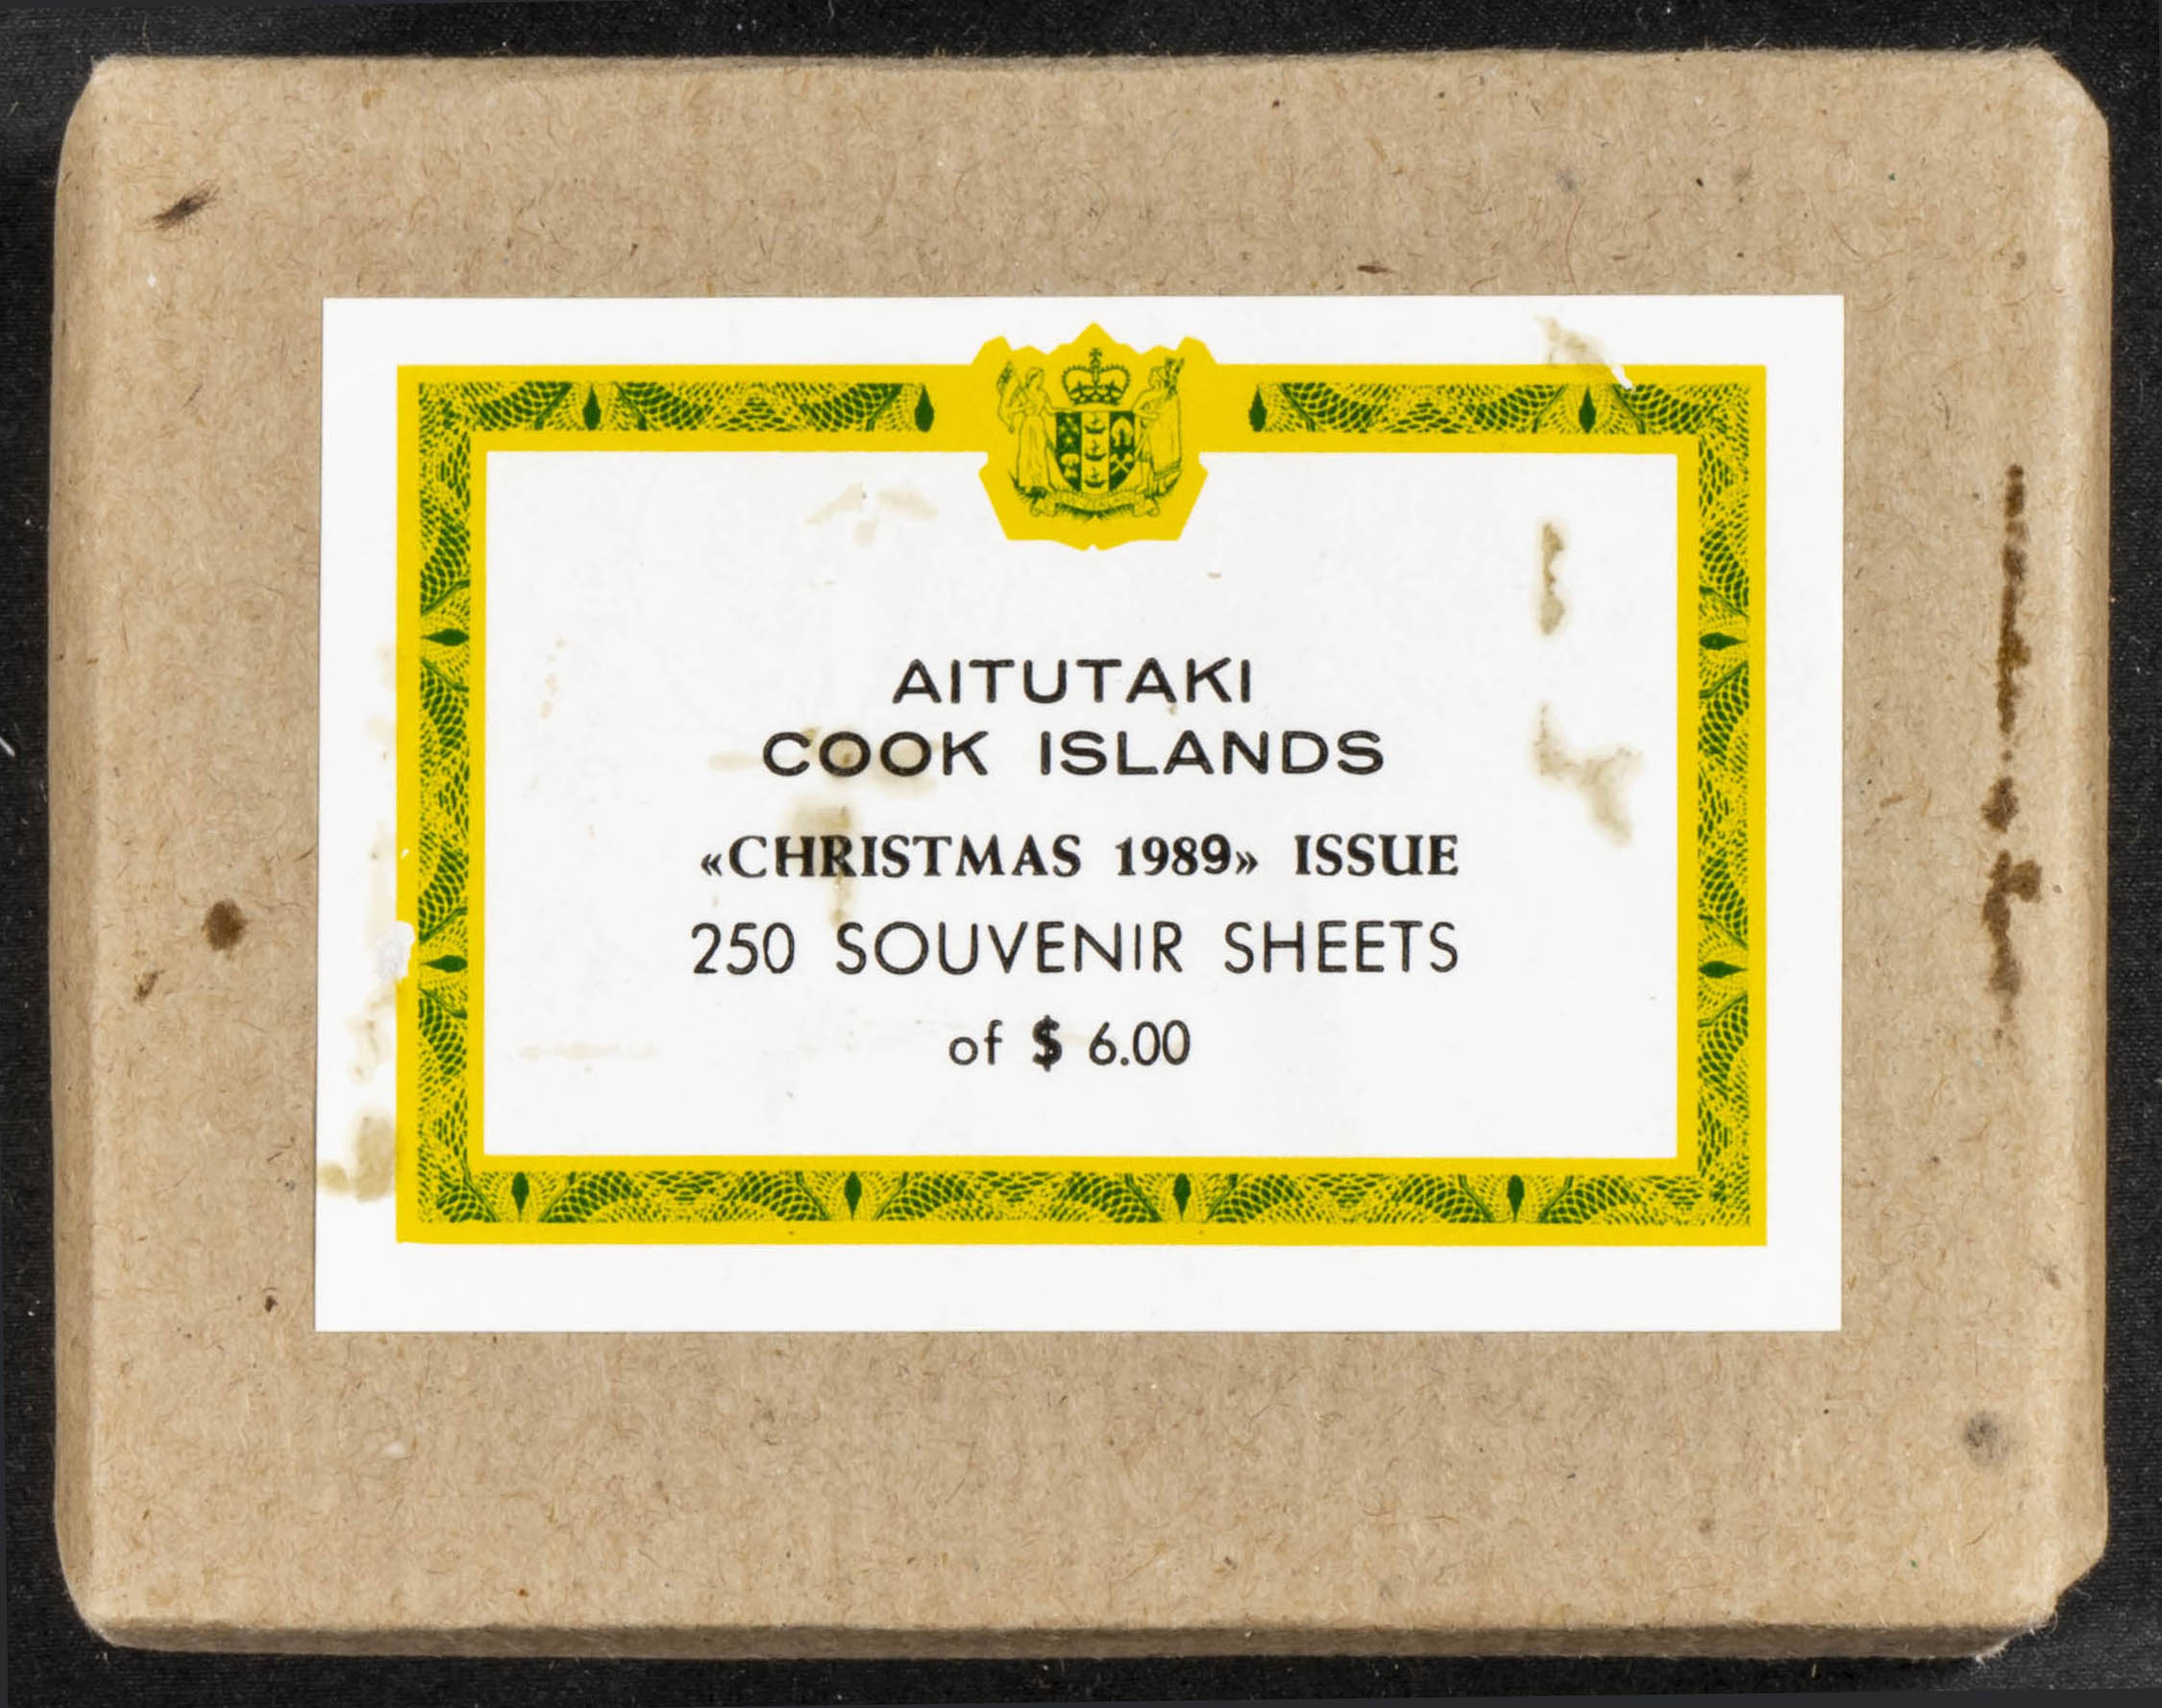 AITUTAKI
COOK ISLANDS
«CHRISTMAS 1989» ISSUE
250 SOUVENIR SHEETS
of $ 6.00